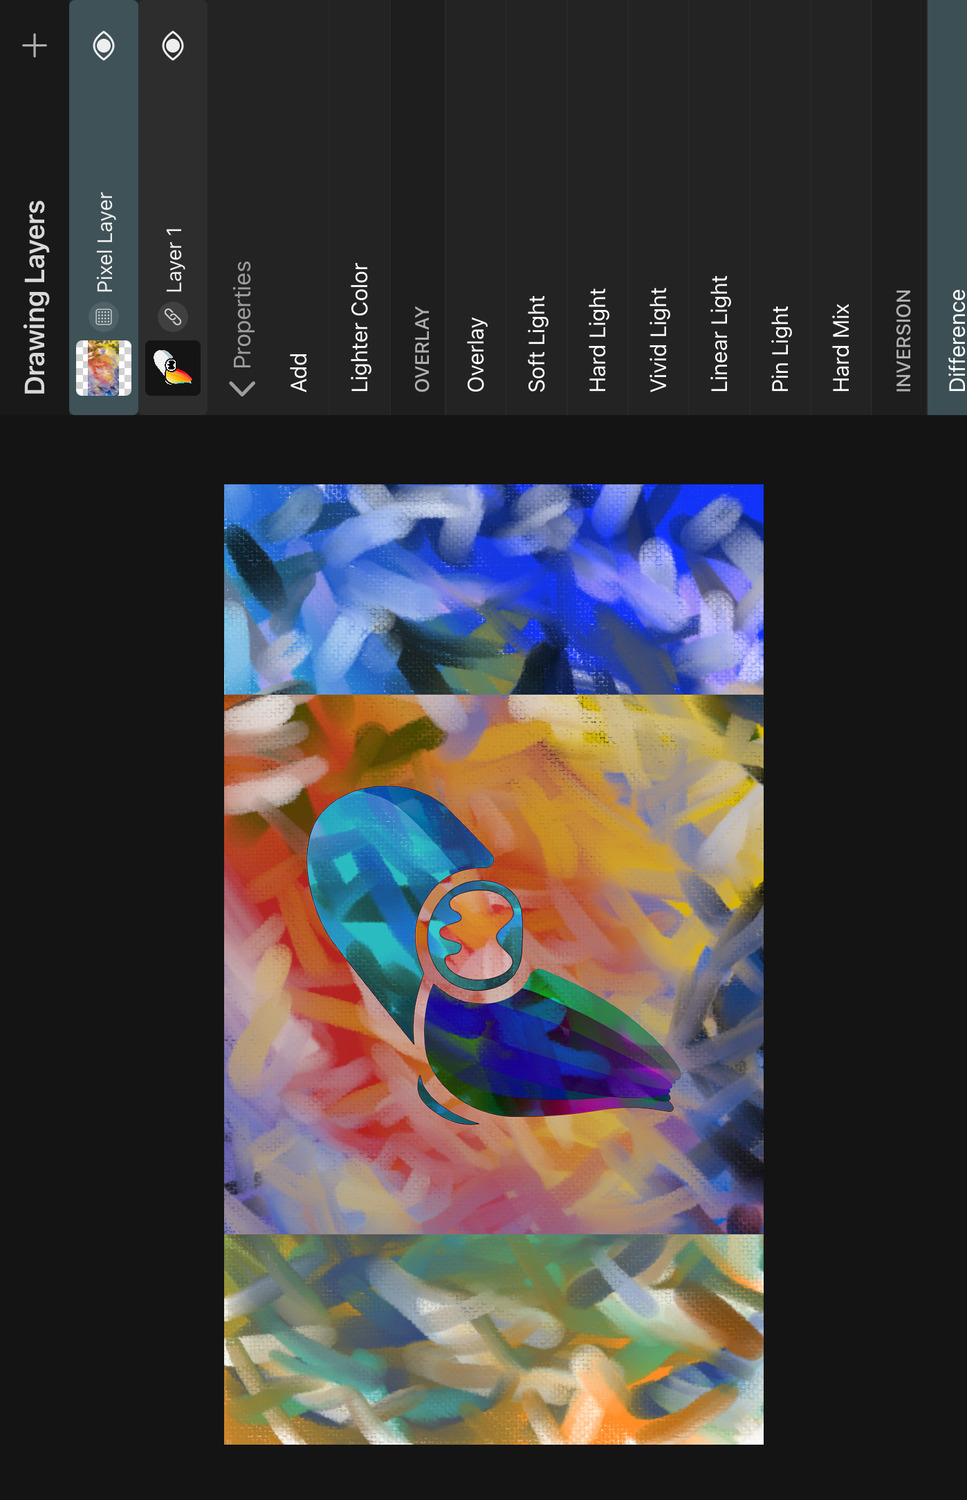 Drawing Layers
Pixel Layer
Layer 1
Properties
Add
Lighter Color
OVERLAY
Overlay
Soft Light
Hard Light
Vivid Light
Linear Light
Pin Light
Hard Mix
INVERSION
Difference